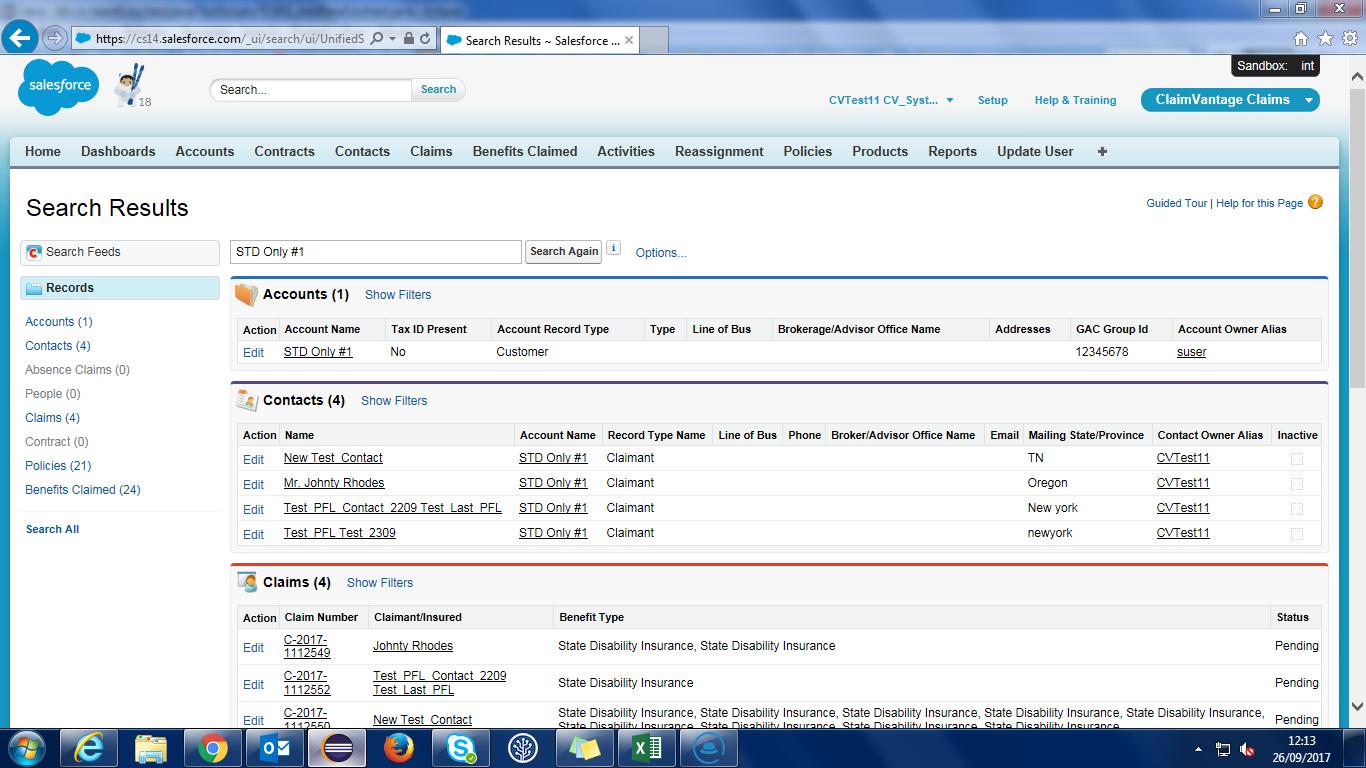 https://cs14.salesforce.com/_ui/search/ui/UnifiedS
Search Results ~ Salesforce ...
Sandbox: int
salesforce
18
Search...
Search
CVTest11 CV_Syst...
Setup
Help & Training
ClaimVantage Claims
Home Dashboards Accounts Contracts Contacts Claims Benefits Claimed Activities Reassignment Policies Products Reports Update User +
Search Results
Guided Tour | Help for this Page ?
Search Feeds
STD Only #1
Search Again
i
Options...
Records
Accounts (1)
Contacts (4)
Absence Claims (0)
People (0)
Claims (4)
Contract (0)
Policies (21)
Benefits Claimed (24)
Search All
Accounts (1) Show Filters
Action Account Name Tax ID Present Account Record Type Type Line of Bus Brokerage/Advisor Office Name Addresses GAC Group Id Account Owner Alias
Edit STD Only #1 No Customer 12345678 suser
Contacts (4) Show Filters
Action Name Account Name Record Type Name Line of Bus Phone Broker/Advisor Office Name Email Mailing State/Province Contact Owner Alias Inactive
Edit New Test_Contact STD Only #1 Claimant TN CVTest11
Edit Mr. Johnty Rhodes STD Only #1 Claimant Oregon CVTest11
Edit Test_PFL_Contact_2209 Test_Last_PFL STD Only #1 Claimant New york CVTest11
Edit Test_PFL Test_2309 STD Only #1 Claimant newyork CVTest11
Claims (4) Show Filters
Action Claim Number Claimant/Insured Benefit Type Status
Edit C-2017-1112549 Johnty Rhodes State Disability Insurance, State Disability Insurance Pending
Edit C-2017-1112552 Test_PFL_Contact_2209 Test_Last_PFL State Disability Insurance Pending
Edit C-2017-1112550 New Test_Contact State Disability Insurance, State Disability Insurance, State Disability Insurance, State Disability Insurance, State Disability Insurance, Pending
State Disability Insurance, State Disability Insurance, State Disability Insurance, State Disability Insurance
12:13
26/09/2017